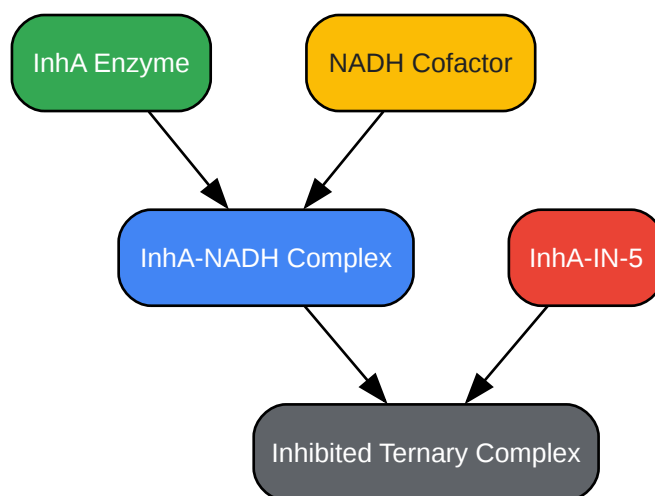 InhA Enzyme
NADH Cofactor
InhA-NADH Complex
InhA-IN-5
Inhibited Ternary Complex